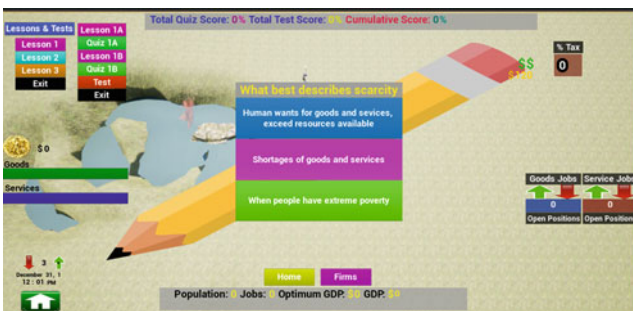 Total Quiz Score: 0% Total Test Score: 0% Cumulative Score: 0%
Lessons & Tests
Lesson 1
Lesson 2
Lesson 3
Exit
Lesson 1A
Quiz 1A
Lesson 1B
Quiz 1B
Test
Exit
% Tax
0
$$
What best describes scarcity
Human wants for goods and sevices,
exceed resources available
Shortages of goods and services
When people have extreme poverty
$0
Goods
Services
Goods Jobs
Service Jobs
0
0
Open Positions
Open Positions
3
December 31, 1
12 : 01 PM
Home
Firms
Population: 0 Jobs: 0 Optimum GDP: $0 GDP: $0